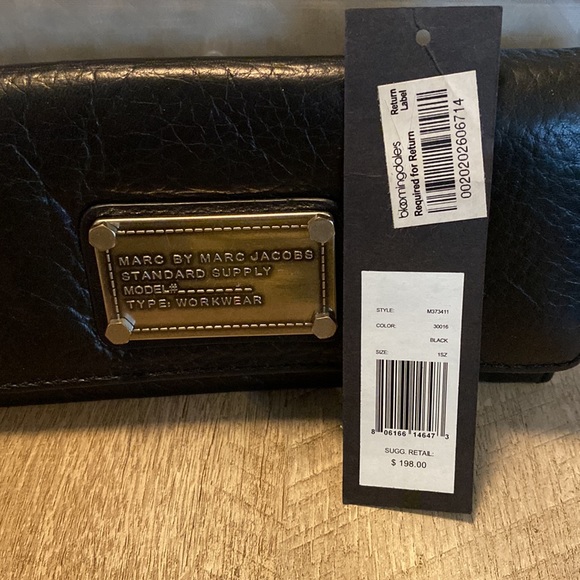 MARC BY MARC JACOBS
STANDARD SUPPLY
MODEL#
TYPE: WORKWEAR
bloomingdale's
Required for Return
Return
Label
0020202606714
STYLE: M373411
COLOR: 30016
BLACK
SIZE: 1SZ
8 06166 14647 3
SUGG. RETAIL:
$ 198.00